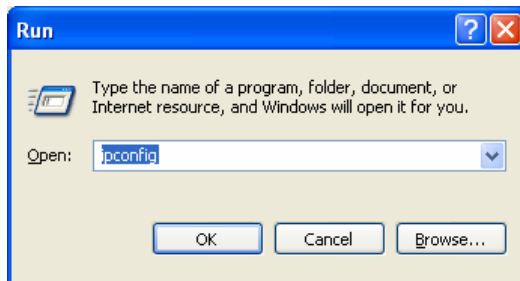 Run
Type the name of a program, folder, document, or
Internet resource, and Windows will open it for you.
Open: ipconfig
OK Cancel Browse...